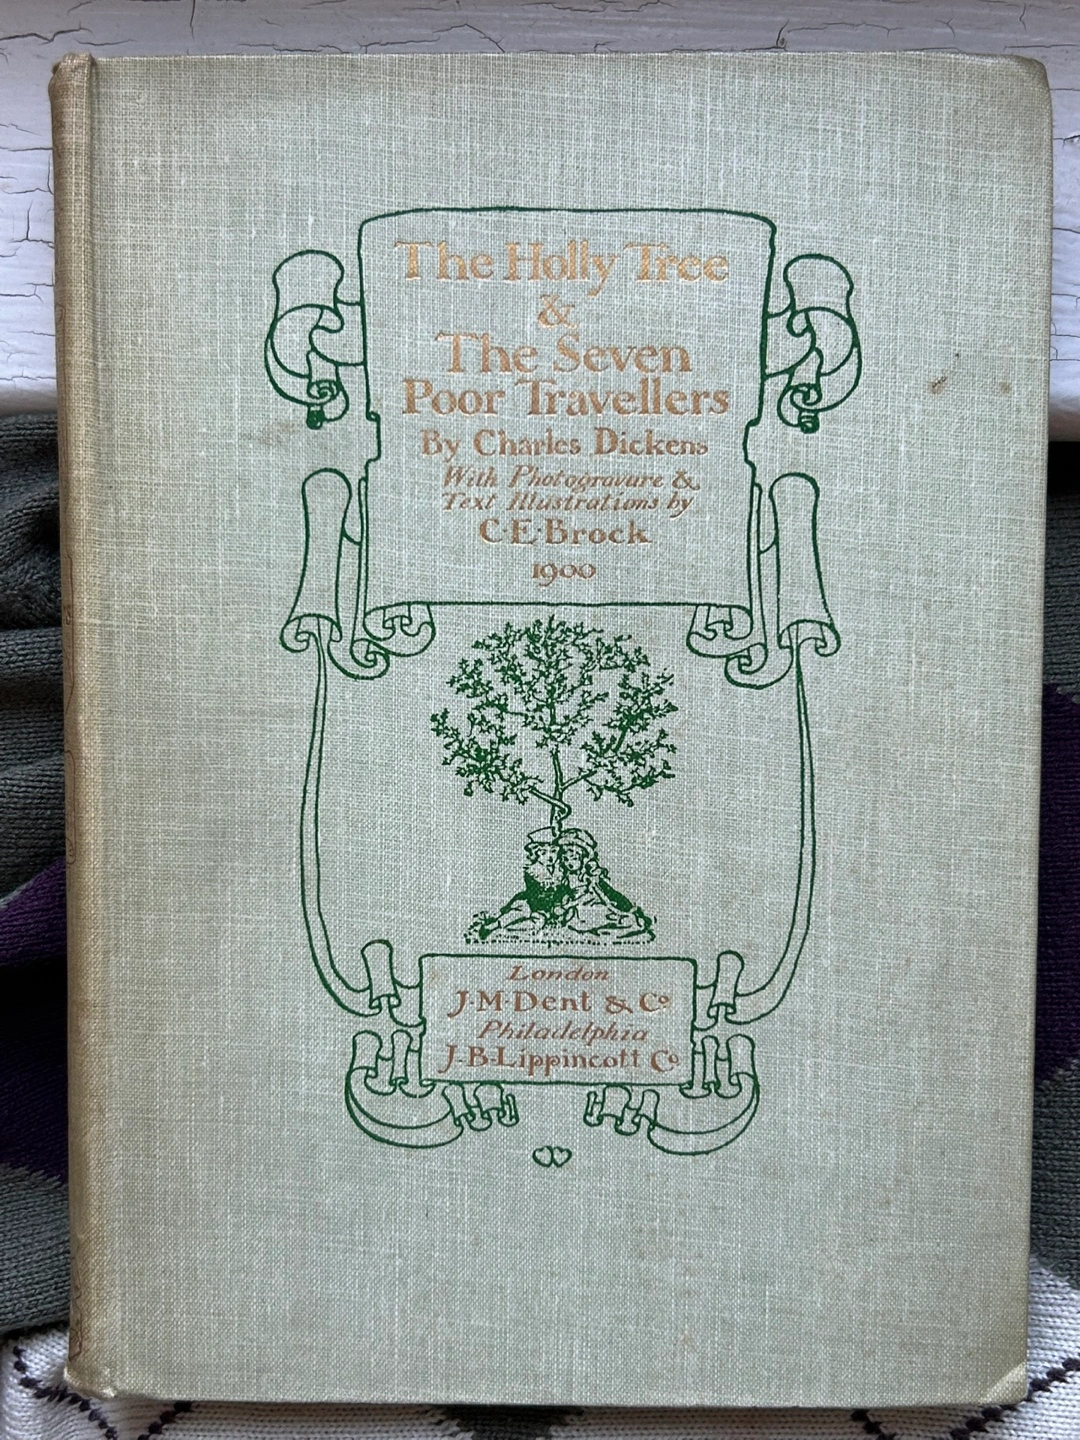 The Holly Tree
&
The Seven
Poor Travellers
By Charles Dickens
With Photogravure &
Text Illustrations by
C·E·Brock
1900
London
J·M·Dent & Co
Philadelphia
J·B·Lippincott Co